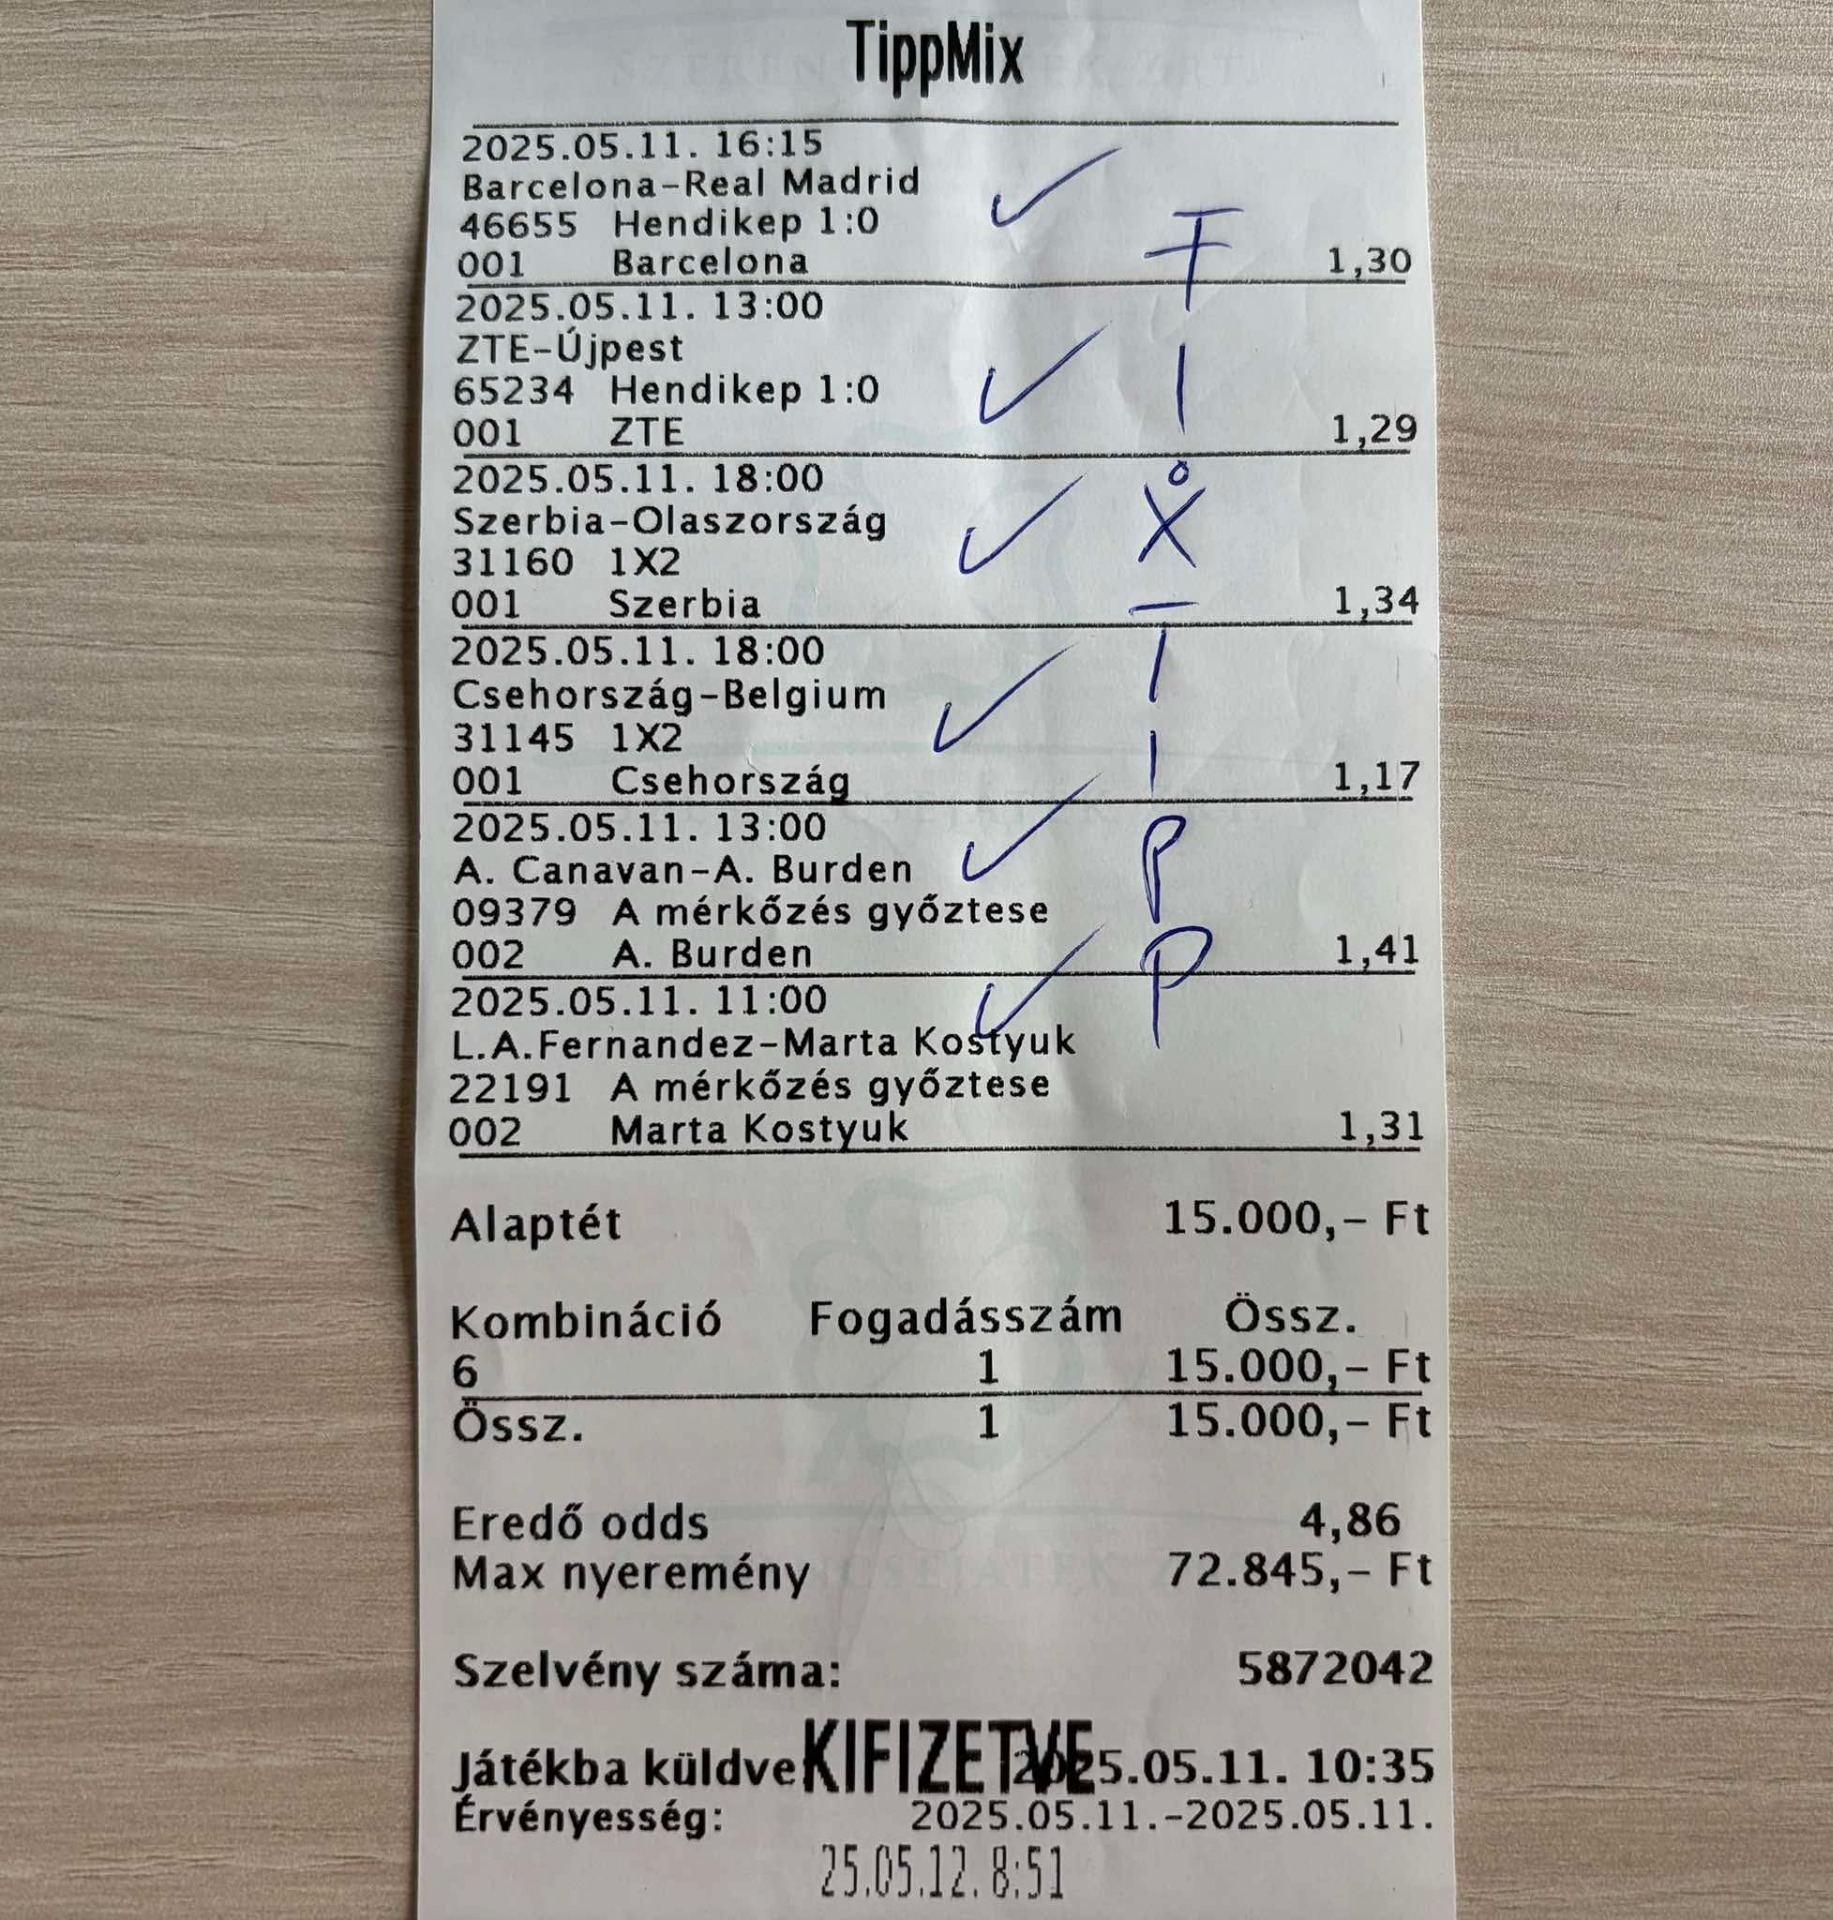 TippMix
2025.05.11. 16:15
Barcelona-Real Madrid
46655 Hendikep 1:0
001 Barcelona 1,30
2025.05.11. 13:00
ZTE-Újpest
65234 Hendikep 1:0
001 ZTE 1,29
2025.05.11. 18:00
Szerbia-Olaszország
31160 1X2
001 Szerbia 1,34
2025.05.11. 18:00
Csehország-Belgium
31145 1X2
001 Csehország 1,17
2025.05.11. 13:00
A. Canavan-A. Burden
09379 A mérkőzés győztese
002 A. Burden 1,41
2025.05.11. 11:00
L.A.Fernandez-Marta Kostyuk
22191 A mérkőzés győztese
002 Marta Kostyuk 1,31
Alaptét 15.000,- Ft
Kombináció Fogadásszám Össz.
6 1 15.000,- Ft
Össz. 1 15.000,- Ft
Eredő odds 4,86
Max nyeremény 72.845,- Ft
Szelvény száma: 5872042
Játékba küldve KIFIZETVE 2025.05.11. 10:35
Érvényesség: 2025.05.11.-2025.05.11.
25.05.12. 8:51